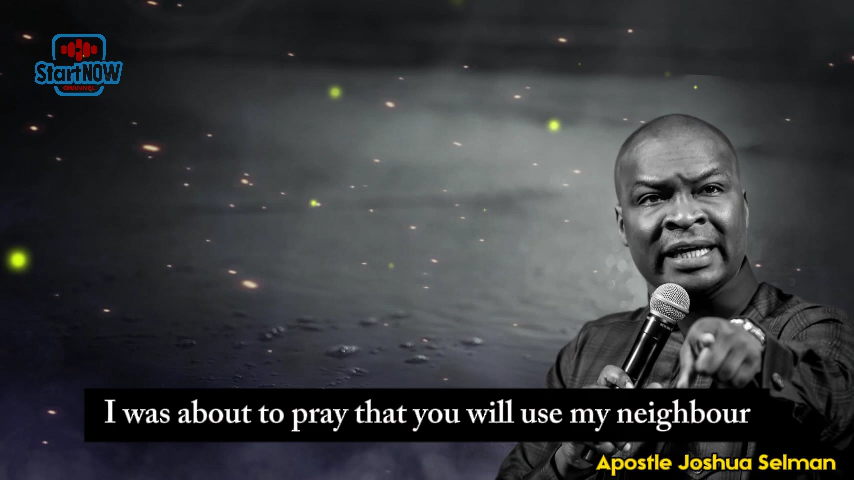 StartNOW
I was about to pray that you will use my neighbour
Apostle Joshua Selman